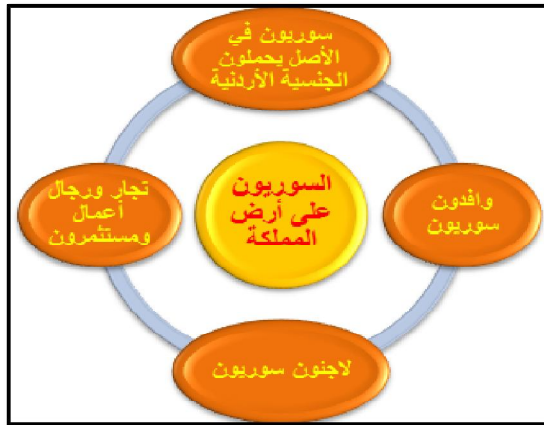 سوريون في
الأصل يحملون
الجنسية الأردنية
السوريون
على أرض
المملكة
وافدون
سوريون
تجار ورجال
أعمال
ومستثمرون
لاجئون سوريون